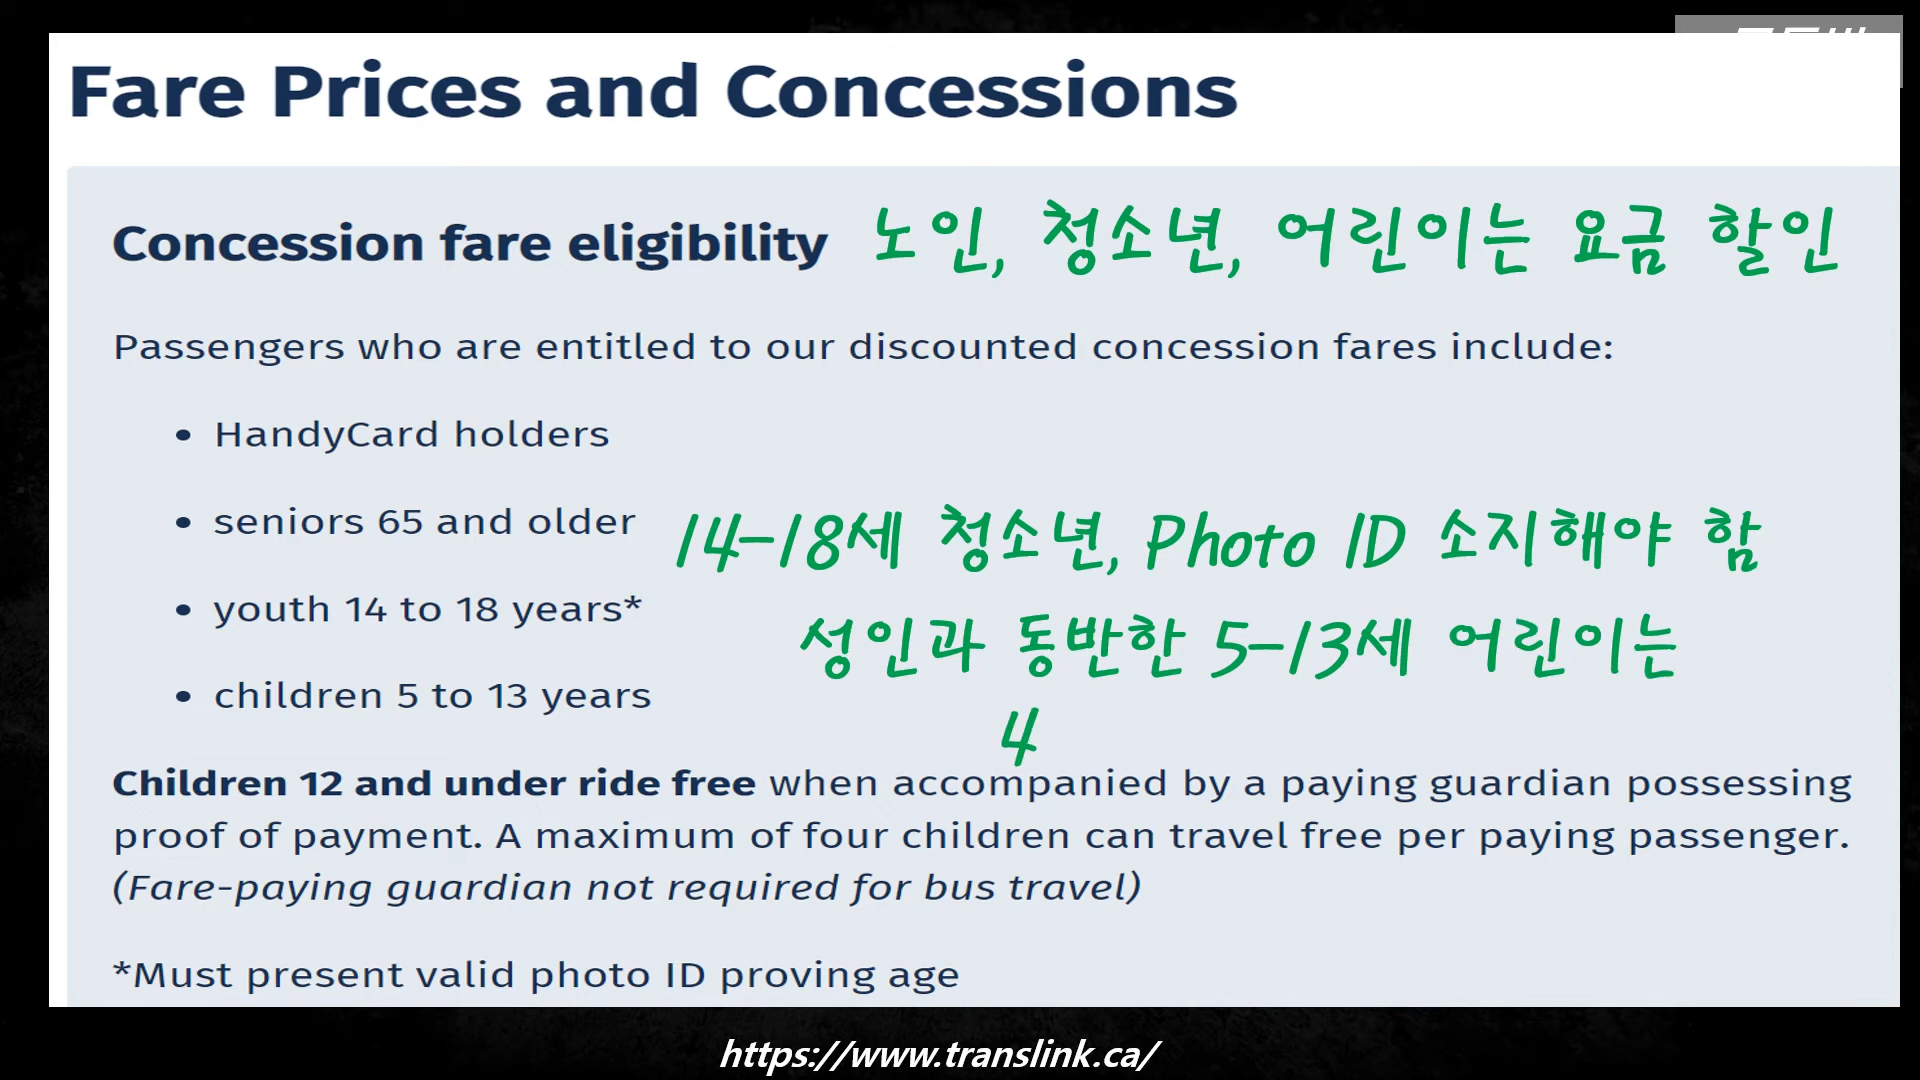 Fare Prices and Concessions
Concession fare eligibility 노인, 청소년, 어린이는 요금 할인
Passengers who are entitled to our discounted concession fares include:
• HandyCard holders
• seniors 65 and older
14-18세 청소년, Photo ID 소지해야 함
• youth 14 to 18 years*
성인과 동반한 5-13세 어린이는
• children 5 to 13 years
4
Children 12 and under ride free when accompanied by a paying guardian possessing
proof of payment. A maximum of four children can travel free per paying passenger.
(Fare-paying guardian not required for bus travel)
*Must present valid photo ID proving age
https://www.translink.ca/